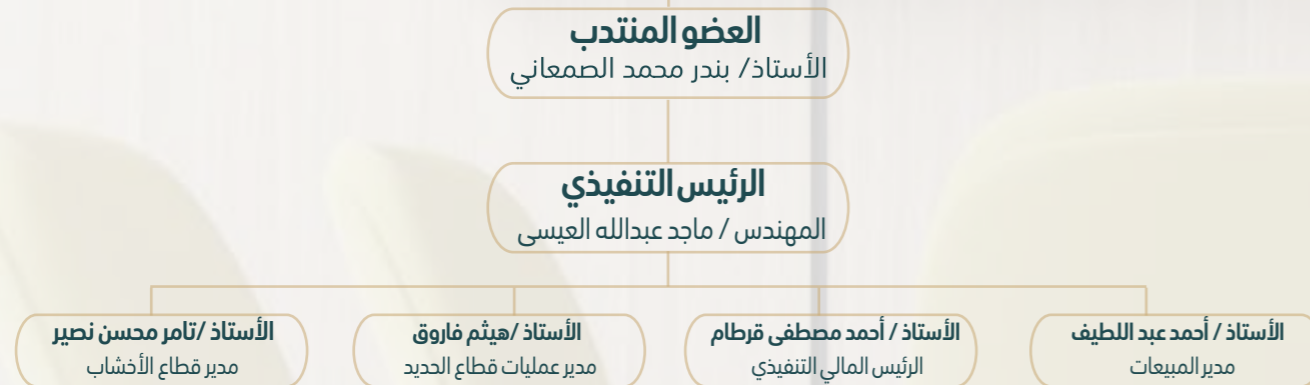 العضو المنتدب
الأستاذ/ بندر محمد الصمعاني
الرئيس التنفيذي
المهندس / ماجد عبدالله العيسى
الأستاذ / أحمد عبد اللطيف
مدير المبيعات
الأستاذ / أحمد مصطفى قرطام
الرئيس المالي التنفيذي
الأستاذ /هيثم فاروق
مدير عمليات قطاع الحديد
الأستاذ /تامر محسن نصير
مدير قطاع الأخشاب